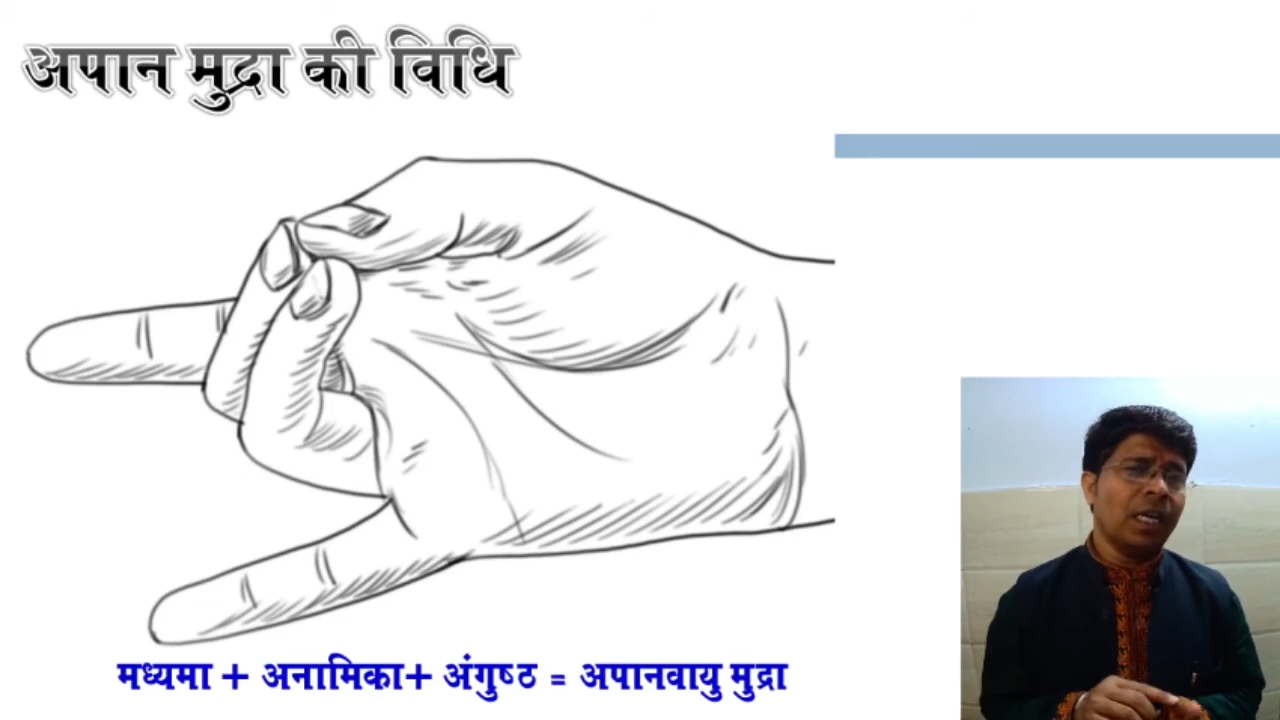 अपान मुद्रा की विधि
मध्यमा + अनामिका+ अंगुष्ठ = अपानवायु मुद्रा